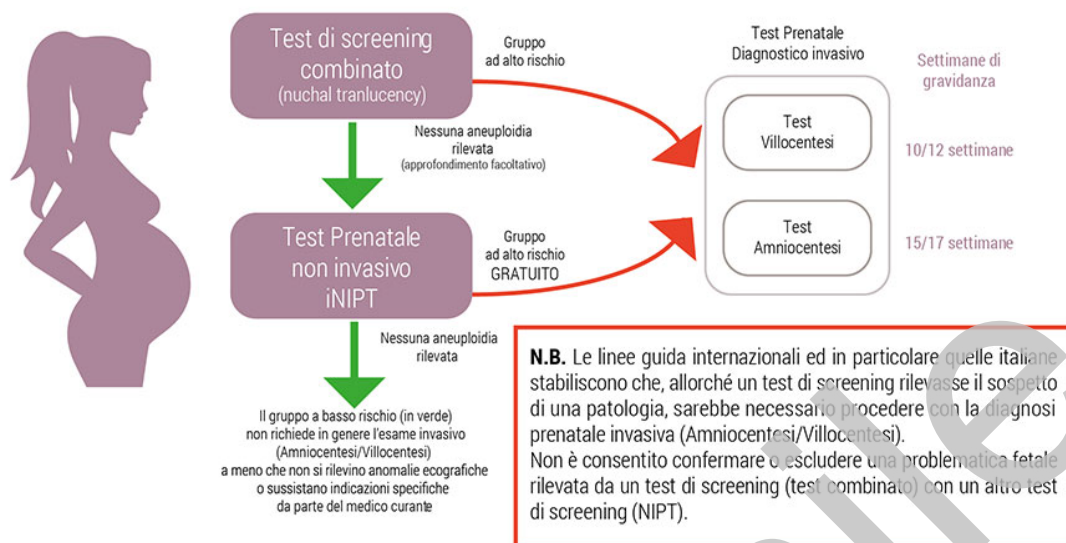 Test di screening
combinato
(nuchal tranlucency)
Gruppo
ad alto rischio
Test Prenatale
Diagnostico invasivo
Settimane di
gravidanza
Test
Villocentesi
10/12 settimane
Nessuna aneuploidia
rilevata
(approfondimento facoltativo)
Test Prenatale
non invasivo
iNIPT
Gruppo
ad alto rischio
GRATUITO
Test
Amniocentesi
15/17 settimane
Nessuna aneuploidia
rilevata
Il gruppo a basso rischio (in verde)
non richiede in genere l'esame invasivo
(Amniocentesi/Villocentesi)
a meno che non si rilevino anomalie ecografiche
o sussistano indicazioni specifiche
da parte del medico curante
N.B. Le linee guida internazionali ed in particolare quelle italiane
stabiliscono che, allorché un test di screening rilevasse il sospetto
di una patologia, sarebbe necessario procedere con la diagnosi
prenatale invasiva (Amniocentesi/Villocentesi).
Non è consentito confermare o escludere una problematica fetale
rilevata da un test di screening (test combinato) con un altro test
di screening (NIPT).